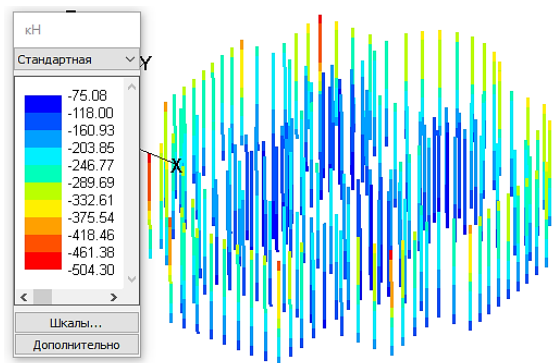 кН
Стандартная
Y
-75.08
-118.00
-160.93
-203.85
-246.77
-289.69
-332.61
-375.54
-418.46
-461.38
-504.30
X
Шкалы...
Дополнительно